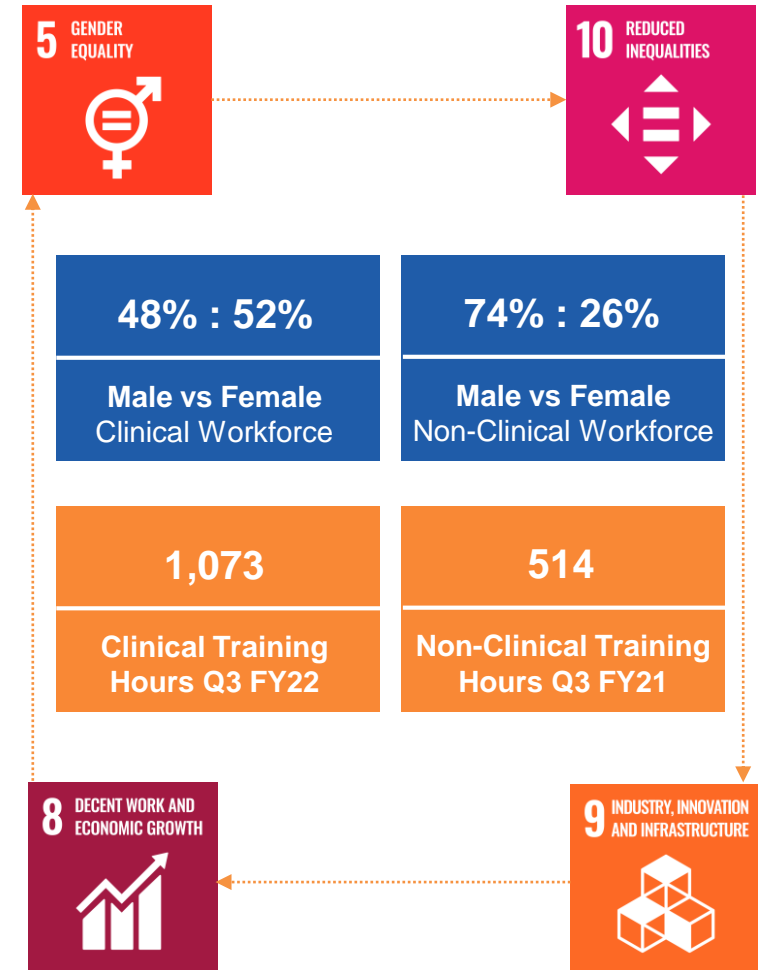 5 GENDER
EQUALITY
10 REDUCED
INEQUALITIES
48% : 52%
Male vs Female
Clinical Workforce
74% : 26%
Male vs Female
Non-Clinical Workforce
1,073
Clinical Training
Hours Q3 FY22
514
Non-Clinical Training
Hours Q3 FY21
8 DECENT WORK AND
ECONOMIC GROWTH
9 INDUSTRY, INNOVATION
AND INFRASTRUCTURE